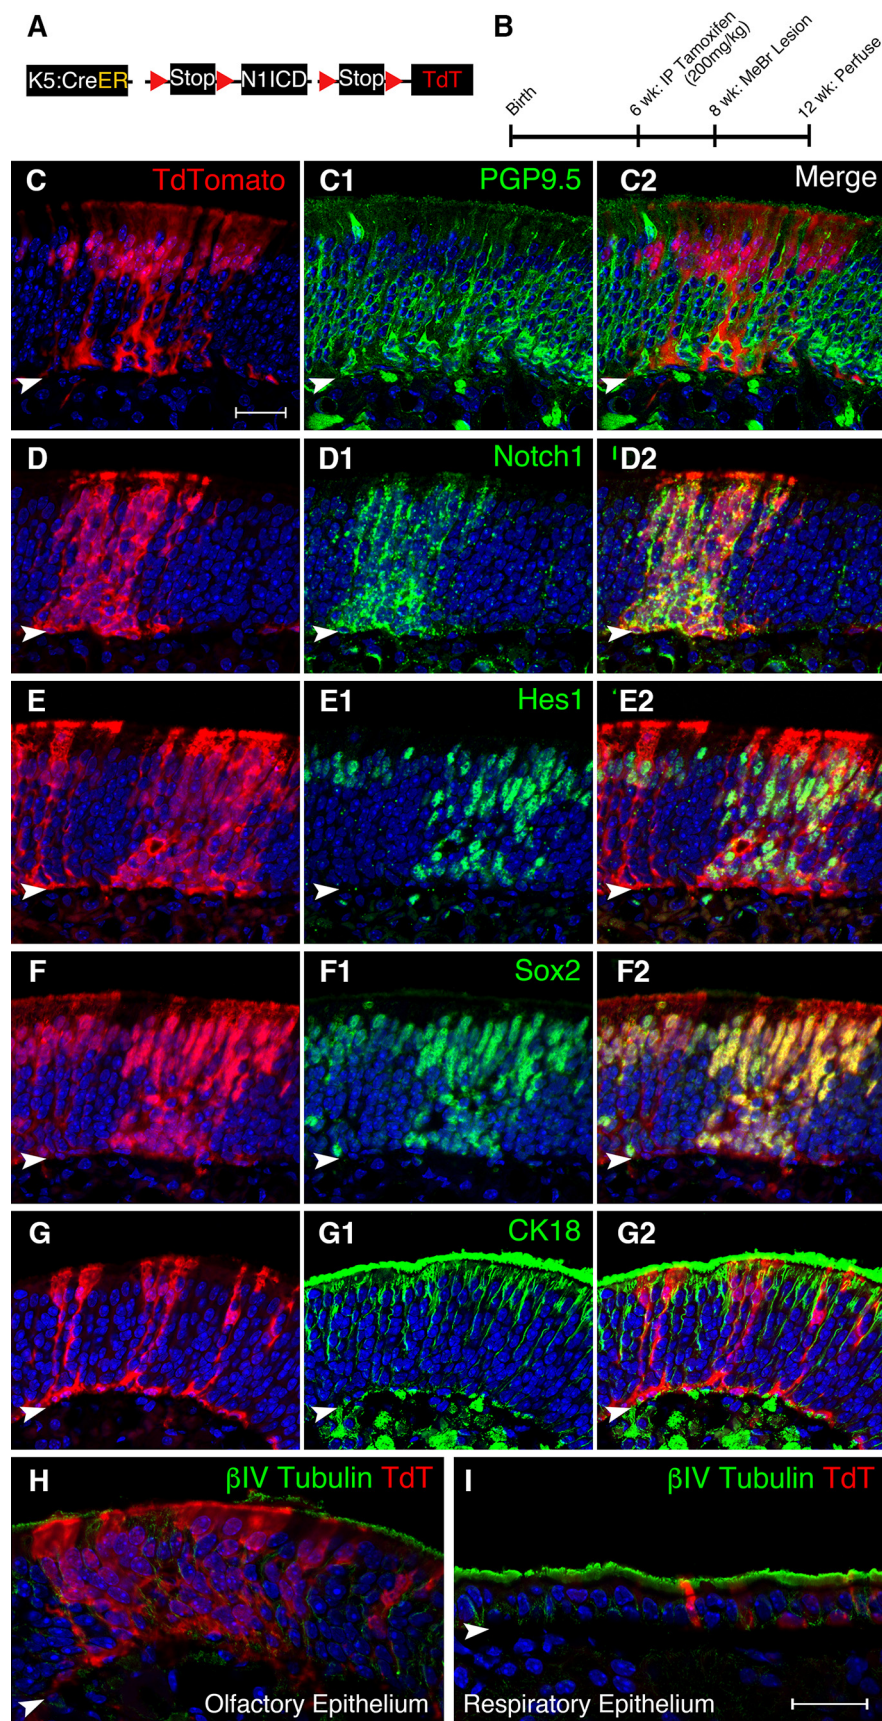 A
K5:CreER Stop N1ICD Stop TdT
B
Birth
6 wk: IP Tamoxifen
(200mg/kg)
8 wk: MeBr Lesion
12 wk: Perfuse
C TdTomato
C1 PGP9.5
C2 Merge
D
D1 Notch1
D2
E
E1 Hes1
E2
F
F1 Sox2
F2
G
G1 CK18
G2
H βIV Tubulin TdT
Olfactory Epithelium
I βIV Tubulin TdT
Respiratory Epithelium